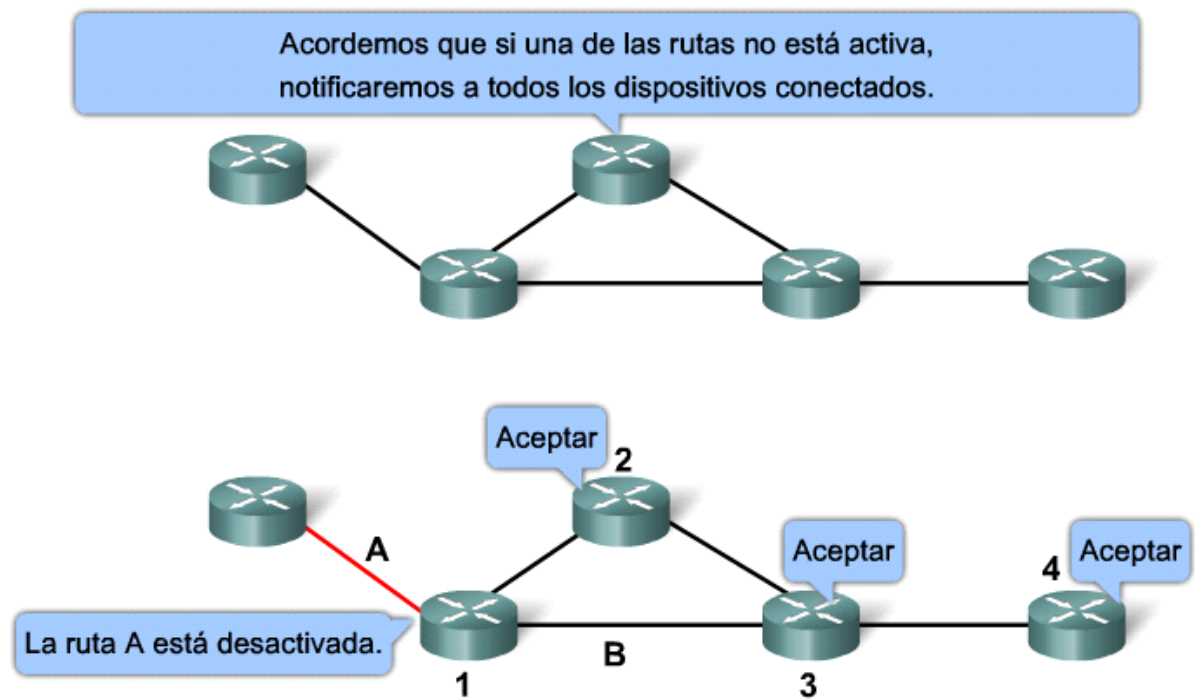 Acordemos que si una de las rutas no está activa,
notificaremos a todos los dispositivos conectados.
Aceptar
2
A
Aceptar
4
Aceptar
La ruta A está desactivada.
B
1
3